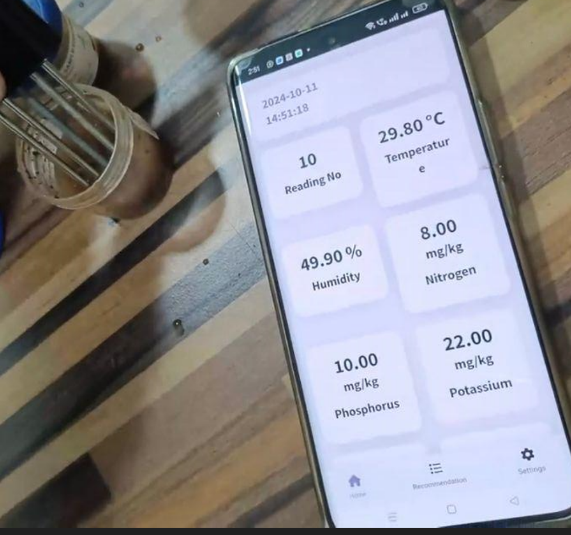 2:51
2024-10-11
14:51:18
10
Reading No
29.80 °C
Temperatur
e
49.90 %
Humidity
8.00
mg/kg
Nitrogen
10.00
mg/kg
Phosphorus
22.00
mg/kg
Potassium
Home
Recommendation
Settings